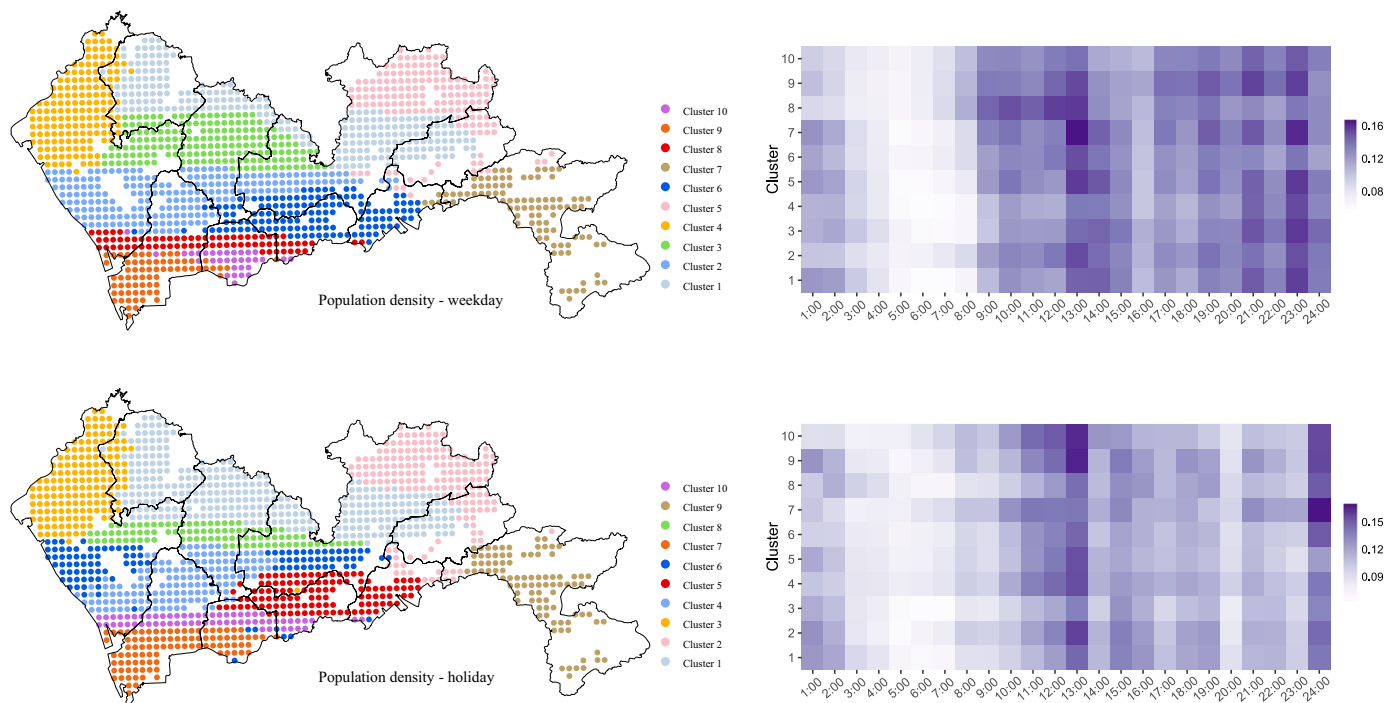 Cluster 10
Cluster 9
Cluster 8
Cluster 7
Cluster 6
Cluster 5
Cluster 4
Cluster 3
Cluster 2
Cluster 1
Population density - weekday
Cluster
10
9
8
7
6
5
4
3
2
1
1:00 2:00 3:00 4:00 5:00 6:00 7:00 8:00 9:00 10:00 11:00 12:00 13:00 14:00 15:00 16:00 17:00 18:00 19:00 20:00 21:00 22:00 23:00 24:00
0.16
0.12
0.08
Cluster 10
Cluster 9
Cluster 8
Cluster 7
Cluster 6
Cluster 5
Cluster 4
Cluster 3
Cluster 2
Cluster 1
Population density - holiday
Cluster
10
9
8
7
6
5
4
3
2
1
1:00 2:00 3:00 4:00 5:00 6:00 7:00 8:00 9:00 10:00 11:00 12:00 13:00 14:00 15:00 16:00 17:00 18:00 19:00 20:00 21:00 22:00 23:00 24:00
0.15
0.12
0.09